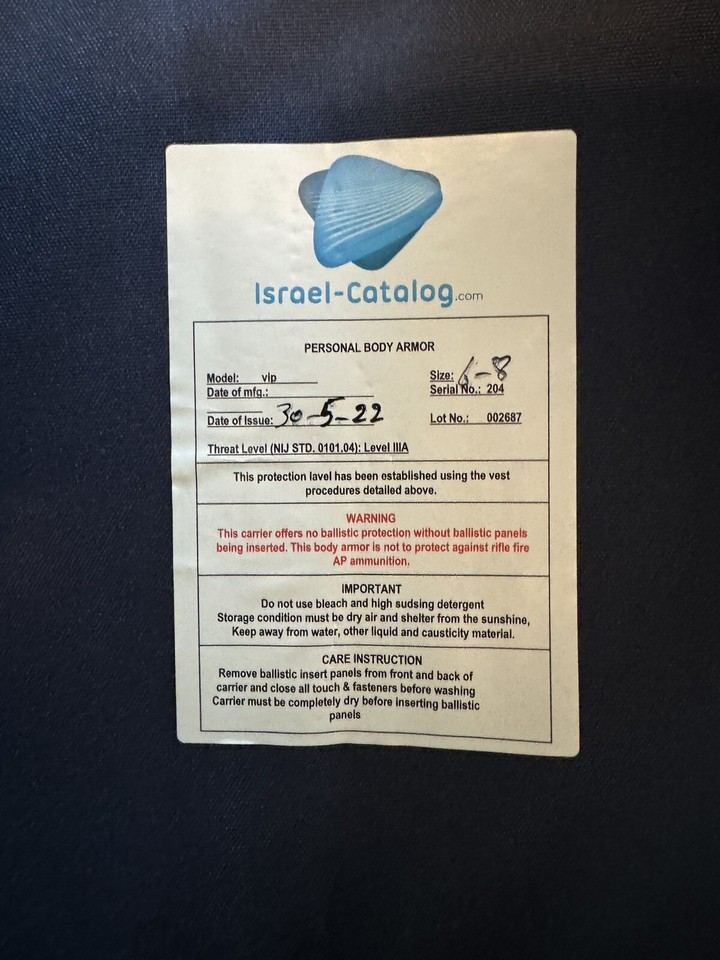 Israel-Catalog.com
PERSONAL BODY ARMOR
Model: vip
Size: 6-8
Date of mfg.:
Serial No.: 204
Date of Issue: 30-5-22
Lot No.: 002687
Threat Level (NIJ STD. 0101.04): Level IIIA
This protection lavel has been established using the vest
procedures detailed above.
WARNING
This carrier offers no ballistic protection without ballistic panels
being inserted. This body armor is not to protect against rifle fire
AP ammunition.
IMPORTANT
Do not use bleach and high sudsing detergent
Storage condition must be dry air and shelter from the sunshine,
Keep away from water, other liquid and causticity material.
CARE INSTRUCTION
Remove ballistic insert panels from front and back of
carrier and close all touch & fasteners before washing
Carrier must be completely dry before inserting ballistic
panels